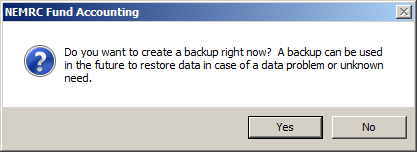 NEMRC Fund Accounting
Do you want to create a backup right now?  A backup can be used
in the future to restore data in case of a data problem or unknown
need.
Yes
No